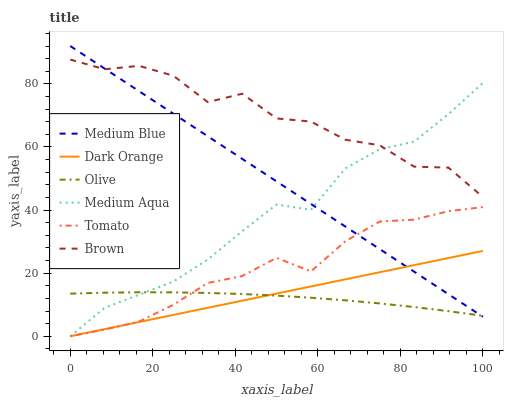 title
yaxis_label
80
60
40
20
0
Medium Blue
Dark Orange
Olive
Medium Aqua
Tomato
Brown
0 20 40 60 80 100
xaxis_label